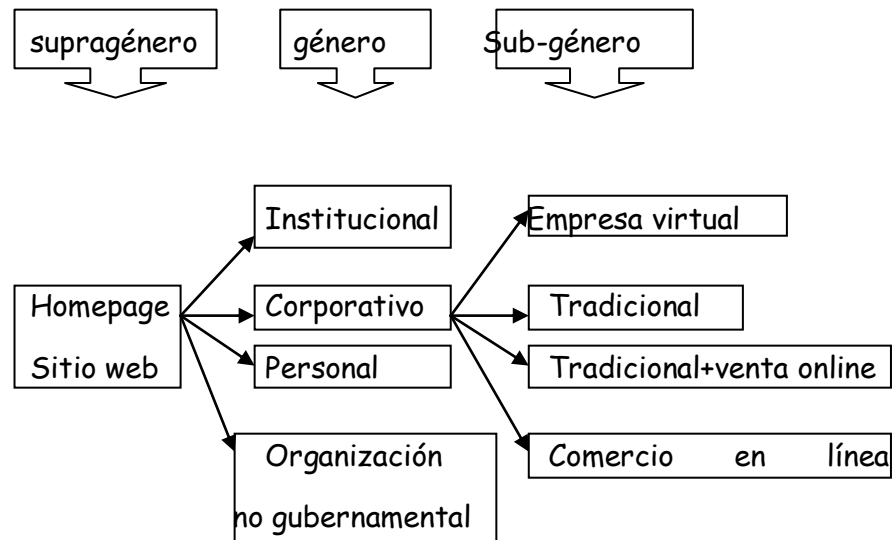 supragénero
género
Sub-género
Institucional
Empresa virtual
Homepage
Sitio web
Corporativo
Tradicional
Personal
Tradicional+venta online
Organización
no gubernamental
Comercio en línea